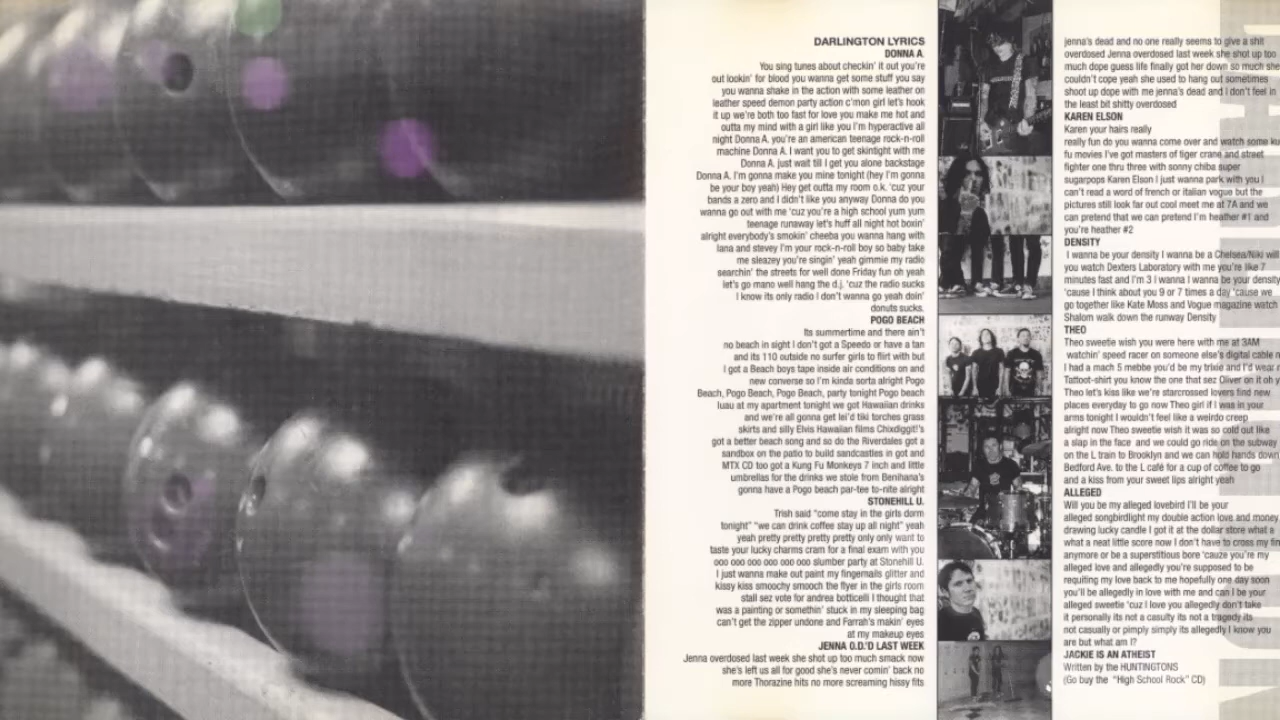 DARLINGTON LYRICS
DONNA A.
You sing tunes about checkin' it out you're
out lookin' for blood you wanna get some stuff you say
you wanna shake in the action with some leather on
leather speed demon party action c'mon girl let's hook
it up we're both too fast for love you make me hot and
outta my mind with a girl like you I'm hyperactive all
night Donna A. you're an american teenage rock-n-roll
machine Donna A. I want you to get skintight with me
Donna A. just wait till I get you alone backstage
Donna A. I'm gonna make you mine tonight (hey I'm gonna
be your boy yeah) Hey get outta my room o.k. 'cuz your
bands a zero and I didn't like you anyway Donna do you
wanna go out with me 'cuz you're a high school yum yum
teenage runaway let's huff all night hot boxin'
alright everybody's smokin' cheeba you wanna hang with
lana and stevey I'm your rock-n-roll boy so baby take
me sleazey you're singin' yeah gimmie my radio
searchin' the streets for well done Friday fun oh yeah
let's go mano well hang the d.j. 'cuz the radio sucks
I know its only radio I don't wanna go yeah doin'
donuts sucks.
POGO BEACH
Its summertime and there ain't
no beach in sight I don't got a Speedo or have a tan
and its 110 outside no surfer girls to flirt with but
I got a Beach boys tape inside air conditions on and
new converse so I'm kinda sorta alright Pogo
Beach, Pogo Beach, Pogo Beach, party tonight Pogo beach
luau at my apartment tonight we got Hawaiian drinks
and we're all gonna get lei'd tiki torches grass
skirts and silly Elvis Hawaiian films Chixdiggit!'s
got a better beach song and so do the Riverdales got a
sandbox on the patio to build sandcastles in got and
MTX CD too got a Kung Fu Monkeys 7 inch and little
umbrellas for the drinks we stole from Benihana's
gonna have a Pogo beach par-tee to-nite alright
STONEHILL U.
Trish said "come stay in the girls dorm
tonight" "we can drink coffee stay up all night" yeah
yeah pretty pretty pretty pretty only only want to
taste your lucky charms cram for a final exam with you
ooo ooo ooo ooo ooo ooo slumber party at Stonehill U.
I just wanna make out paint my fingernails glitter and
kissy kiss smoochy smooch the flyer in the girls room
stall sez vote for andrea botticelli I thought that
was a painting or somethin' stuck in my sleeping bag
can't get the zipper undone and Farrah's makin' eyes
at my makeup eyes
JENNA O.D.'D LAST WEEK
Jenna overdosed last week she shot up too much smack now
she's left us all for good she's never comin' back no
more Thorazine hits no more screaming hissy fits
jenna's dead and no one really seems to give a shit
overdosed Jenna overdosed last week she shot up too
much dope guess life finally got her down so much she
couldn't cope yeah she used to hang out sometimes
shoot up dope with me jenna's dead and I don't feel in
the least bit shitty overdosed
KAREN ELSON
Karen your hairs really
really fun do you wanna come over and watch some ku
fu movies I've got masters of tiger crane and street
fighter one thru three with sonny chiba super
sugarpops Karen Elson I just wanna park with you I
can't read a word of french or italian vogue but the
pictures still look far out cool meet me at 7A and we
can pretend that we can pretend I'm heather #1 and
you're heather #2
DENSITY
I wanna be your density I wanna be a Chelsea/Niki will
you watch Dexters Laboratory with me you're like 7
minutes fast and I'm 3 I wanna I wanna be your density
'cause I think about you 9 or 7 times a day 'cause we
go together like Kate Moss and Vogue magazine watch
Shalom walk down the runway Density
THEO
Theo sweetie wish you were here with me at 3AM
watchin' speed racer on someone else's digital cable
I had a mach 5 mebbe you'd be my trixie and I'd wear
Tattoot-shirt you know the one that sez Oliver on it oh
Theo let's kiss like we're starcrossed lovers find new
places everyday to go now Theo girl if I was in your
arms tonight I wouldn't feel like a weirdo creep
alright now Theo sweetie wish it was so cold out like
a slap in the face and we could go ride on the subway
on the L train to Brooklyn and we can hold hands down
Bedford Ave. to the L café for a cup of coffee to go
and a kiss from your sweet lips alright yeah
ALLEGED
Will you be my alleged lovebird I'll be your
alleged songbirdlight my double action love and money
drawing lucky candle I got it at the dollar store what a
what a neat little score now I don't have to cross my
anymore or be a superstitious bore 'cauze you're my
alleged love and allegedly you're supposed to be
requiting my love back to me hopefully one day soon
you'll be allegedly in love with me and can I be your
alleged sweetie 'cuz I love you allegedly don't take
it personally its not a casulty its not a tragedy its
not casually or pimply simply its allegedly I know you
are but what am I?
JACKIE IS AN ATHEIST
Written by the HUNTINGTONS
(Go buy the "High School Rock" CD)